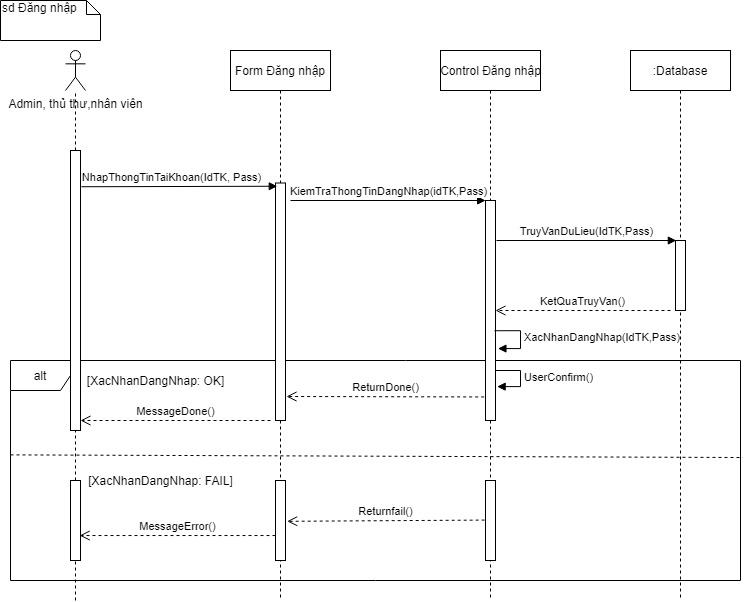 sd Đăng nhập
Admin, thủ thư,nhân viên
Form Đăng nhập
Control Đăng nhập
:Database
NhapThongTinTaiKhoan(IdTK, Pass)
KiemTraThongTinDangNhap(idTK,Pass)
TruyVanDuLieu(IdTK,Pass)
KetQuaTruyVan()
XacNhanDangNhap(IdTK,Pass)
alt
[XacNhanDangNhap: OK]
UserConfirm()
ReturnDone()
MessageDone()
[XacNhanDangNhap: FAIL]
Returnfail()
MessageError()